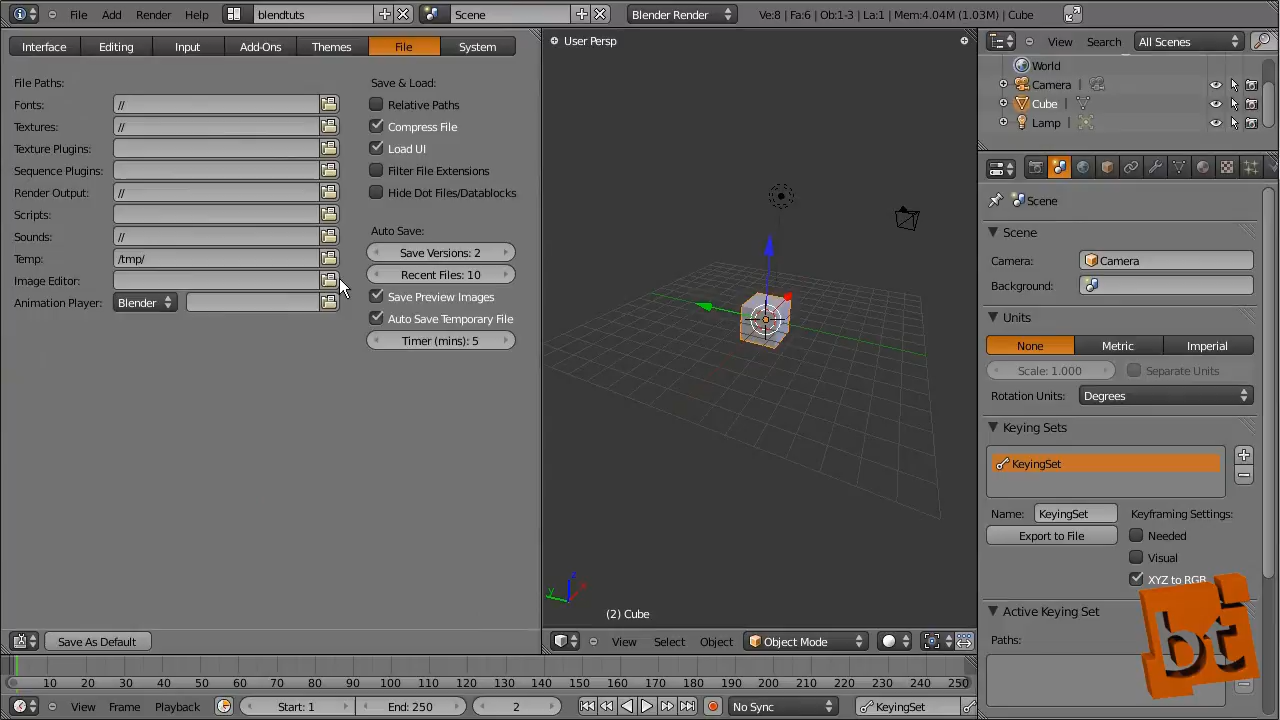 File Add Render Help blendtuts Scene Blender Render Ve:8 | Fa:6 | Ob:1-3 | La:1 | Mem:4.04M (1.03M) | Cube
Interface Editing Input Add-Ons Themes File System
File Paths:
Fonts: //
Textures: //
Texture Plugins:
Sequence Plugins:
Render Output: //
Scripts:
Sounds: //
Temp: /tmp/
Image Editor:
Animation Player: Blender
Save & Load:
Relative Paths
Compress File
Load UI
Filter File Extensions
Hide Dot Files/Datablocks
Auto Save:
Save Versions: 2
Recent Files: 10
Save Preview Images
Auto Save Temporary File
Timer (mins): 5
Save As Default
User Persp
z
y
x
(2) Cube
View Select Object Object Mode
View Search All Scenes
World
Camera
Cube
Lamp
Scene
Scene
Camera: Camera
Background:
Units
None Metric Imperial
Scale: 1.000 Separate Units
Rotation Units: Degrees
Keying Sets
KeyingSet
Name: KeyingSet Keyframing Settings:
Export to File Needed
Visual
XYZ to RGB
Active Keying Set
Paths:
bt
0 10 20 30 40 50 60 70 80 90 100 110 120 130 140 150 160 170 180 190 200 210 220 230 240 250
View Frame Playback Start: 1 End: 250 2 No Sync KeyingSet